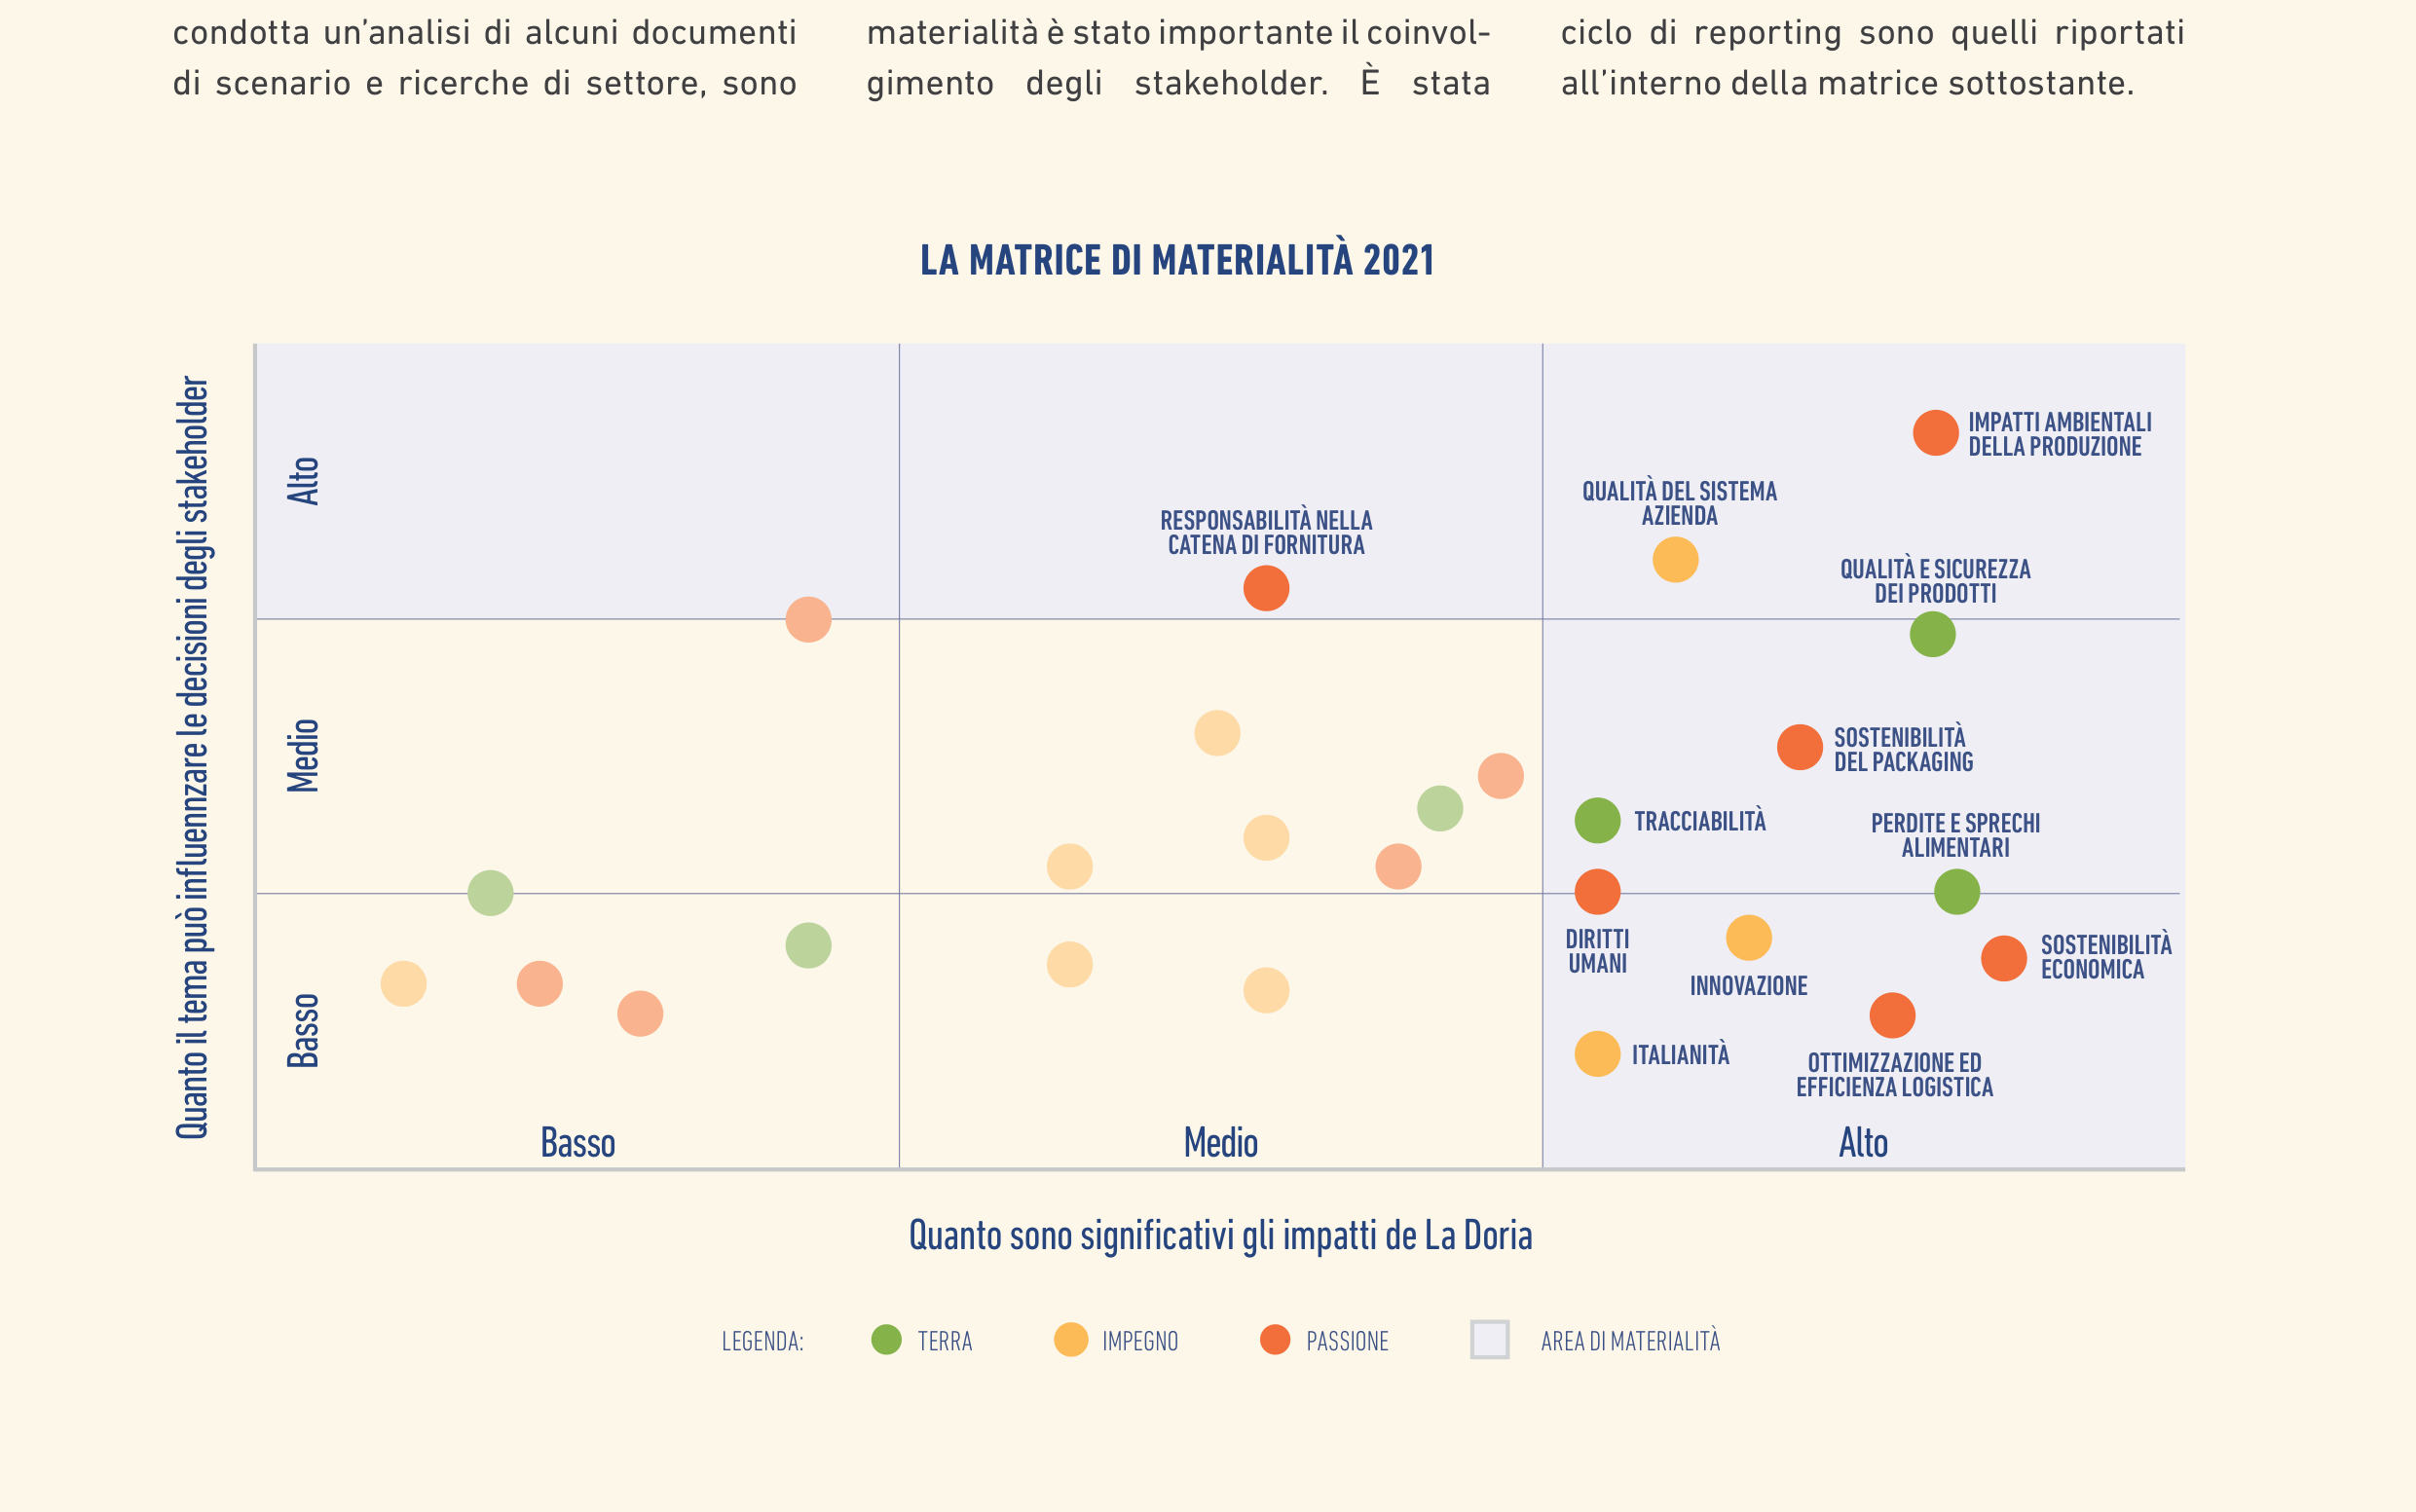 condotta un’analisi di alcuni documenti
di scenario e ricerche di settore, sono
materialità è stato importante il coinvol-
gimento degli stakeholder. È stata
ciclo di reporting sono quelli riportati
all’interno della matrice sottostante.
LA MATRICE DI MATERIALITÀ 2021
Quanto il tema può influennzare le decisioni degli stakeholder
Alto
Medio
Basso
IMPATTI AMBIENTALI
DELLA PRODUZIONE
QUALITÀ DEL SISTEMA
AZIENDA
RESPONSABILITÀ NELLA
CATENA DI FORNITURA
QUALITÀ E SICUREZZA
DEI PRODOTTI
SOSTENIBILITÀ
DEL PACKAGING
TRACCIABILITÀ
PERDITE E SPRECHI
ALIMENTARI
DIRITTI
UMANI
INNOVAZIONE
SOSTENIBILITÀ
ECONOMICA
ITALIANITÀ
OTTIMIZZAZIONE ED
EFFICIENZA LOGISTICA
Basso
Medio
Alto
Quanto sono significativi gli impatti de La Doria
LEGENDA:
TERRA
IMPEGNO
PASSIONE
AREA DI MATERIALITÀ